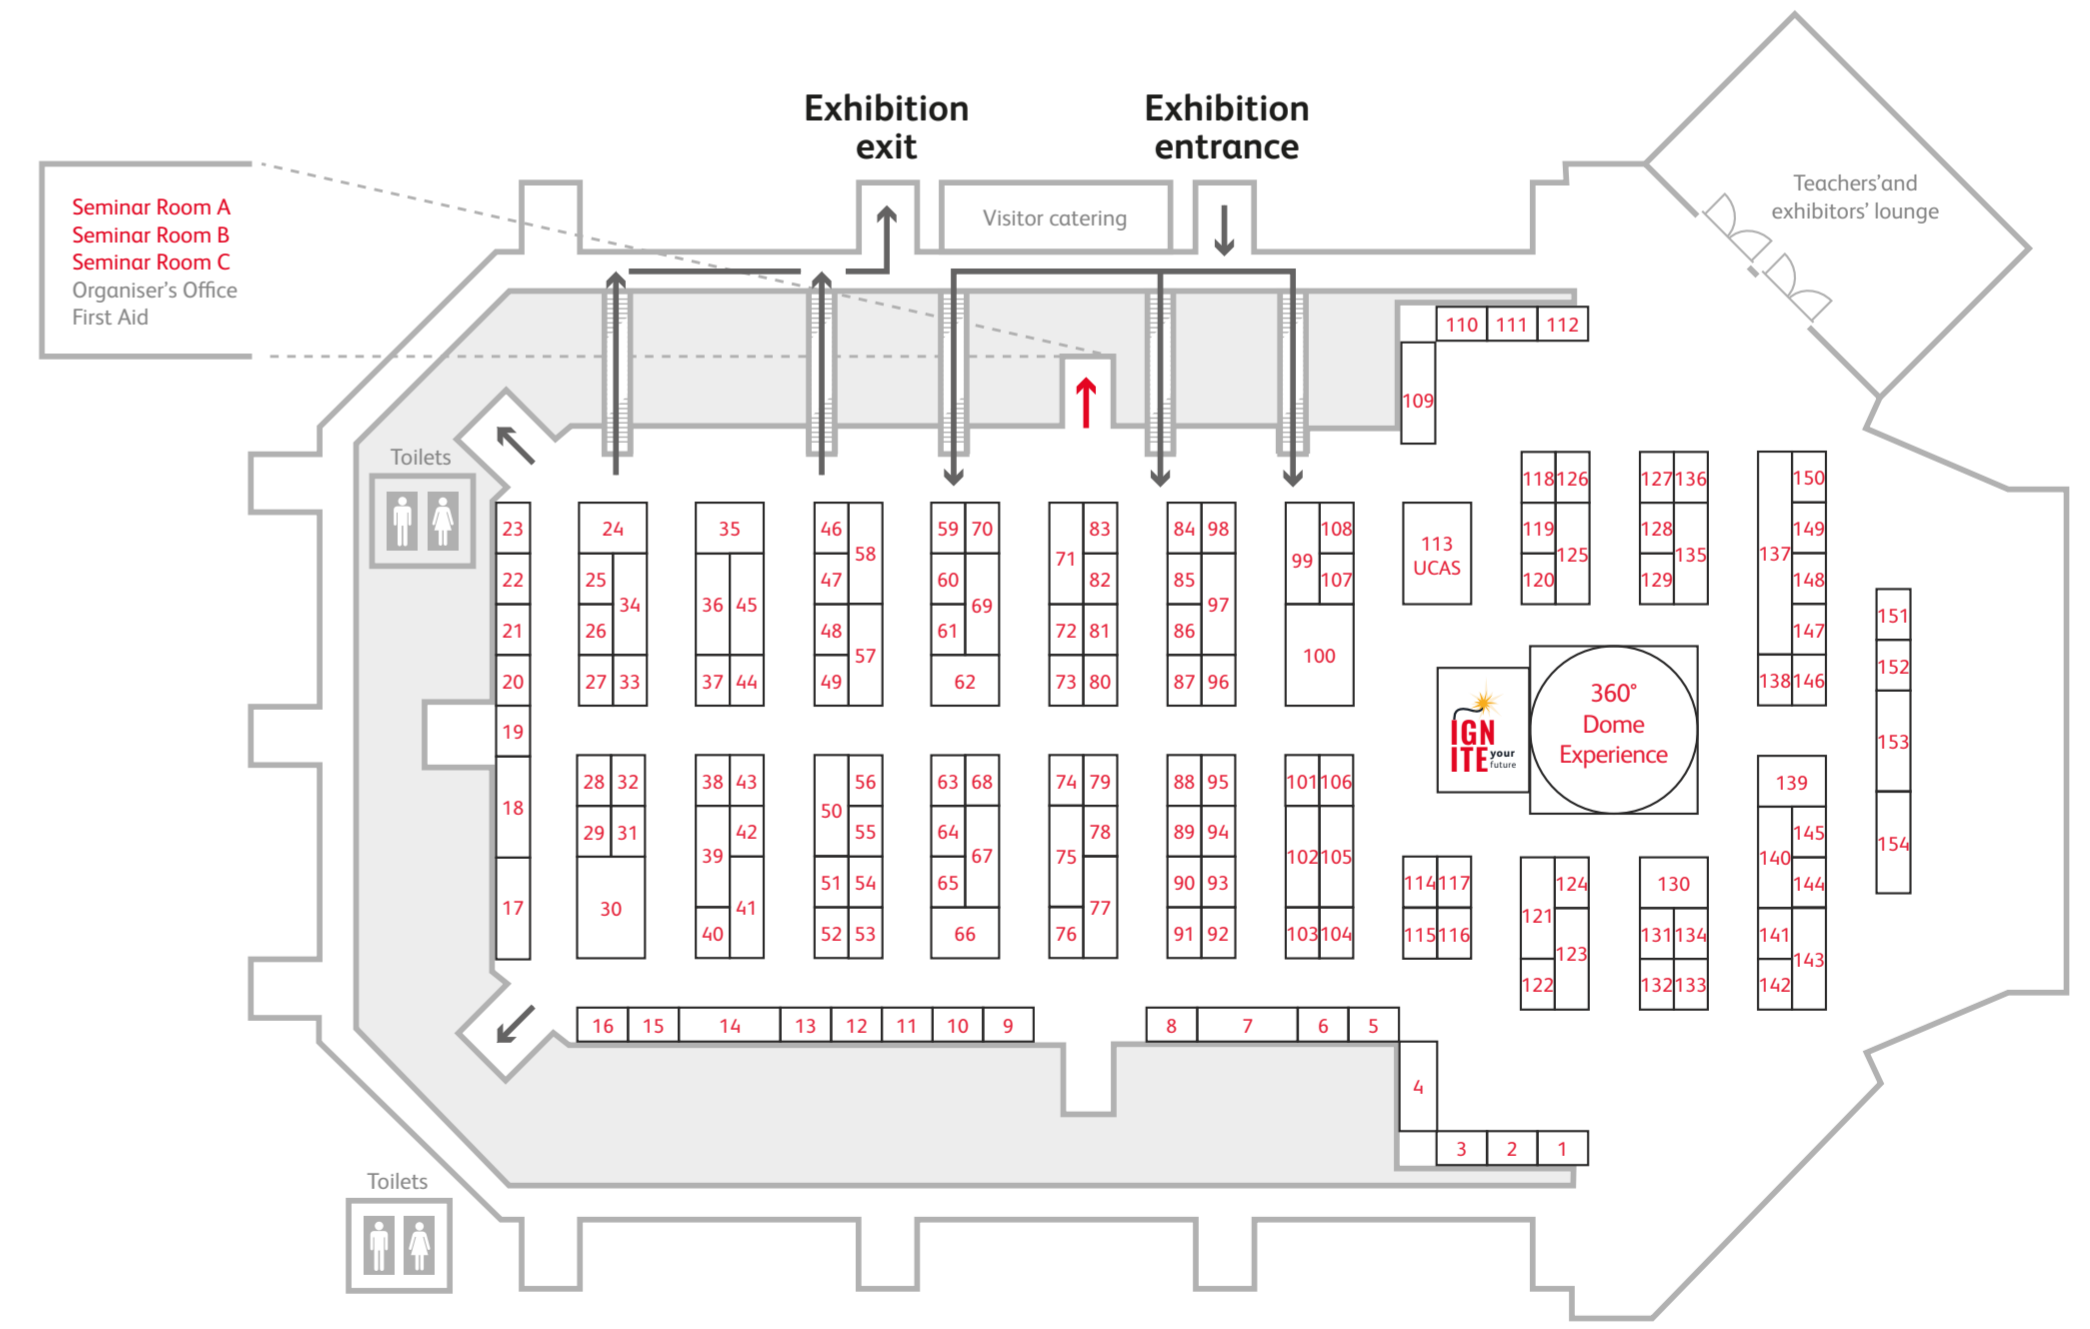 Exhibition
exit
Exhibition
entrance
Teachers'and
exhibitors' lounge
Visitor catering
Seminar Room A
Seminar Room B
Seminar Room C
Organiser's Office
First Aid
110 111 112
109
Toilets
118 126 127 136 150
23 24 35 46 59 70 83 84 98 108 119 128 149
58 71 99 113
UCAS
137 125 135
22 25 47 60 82 85 107 120 129 148
34 36 45 69 97
21 26 48 61 72 81 86 147
151
57 100
152
20 27 33 37 44 49 62 73 80 87 96 138 146
360°
Dome
Experience
19
IGN
ITE your
future
153
28 32 38 43 56 63 68 74 79 88 95 101 106 139
18 50
29 31 42 55 64 78 89 94 145
154
39 67 75 102 105 140
51 54 65 90 93 114 117 124 130 144
17 30 41 77 121
40 52 53 66 76 91 92 103 104 115 116 131 134 141
123 143
122 132 133 142
16 15 14 13 12 11 10 9 8 7 6 5
4
3 2 1
Toilets